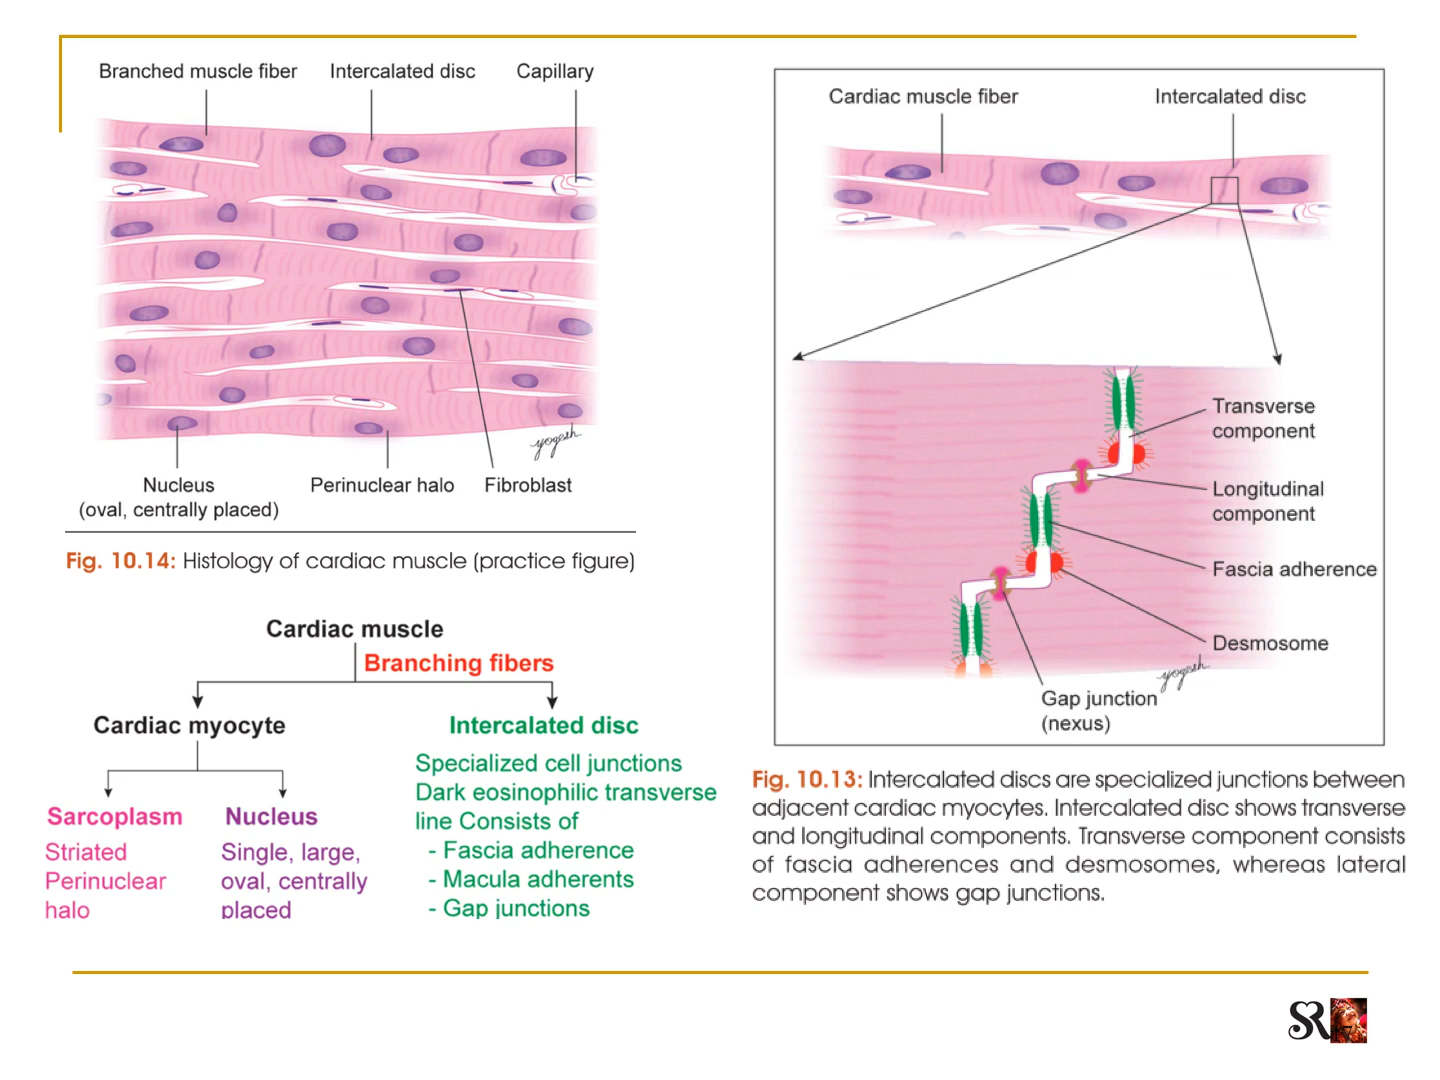 Branched muscle fiber
Intercalated disc
Capillary
Nucleus
(oval, centrally placed)
Perinuclear halo
Fibroblast
yogesh
Fig. 10.14: Histology of cardiac muscle (practice figure)
Cardiac muscle
Branching fibers
Cardiac myocyte
Sarcoplasm
Striated
Perinuclear
halo
Nucleus
Single, large,
oval, centrally
placed
Intercalated disc
Specialized cell junctions
Dark eosinophilic transverse
line Consists of
- Fascia adherence
- Macula adherents
- Gap junctions
Cardiac muscle fiber
Intercalated disc
Transverse
component
Longitudinal
component
Fascia adherence
Desmosome
yogesh
Gap junction
(nexus)
Fig. 10.13: Intercalated discs are specialized junctions between
adjacent cardiac myocytes. Intercalated disc shows transverse
and longitudinal components. Transverse component consists
of fascia adherences and desmosomes, whereas lateral
component shows gap junctions.
SR